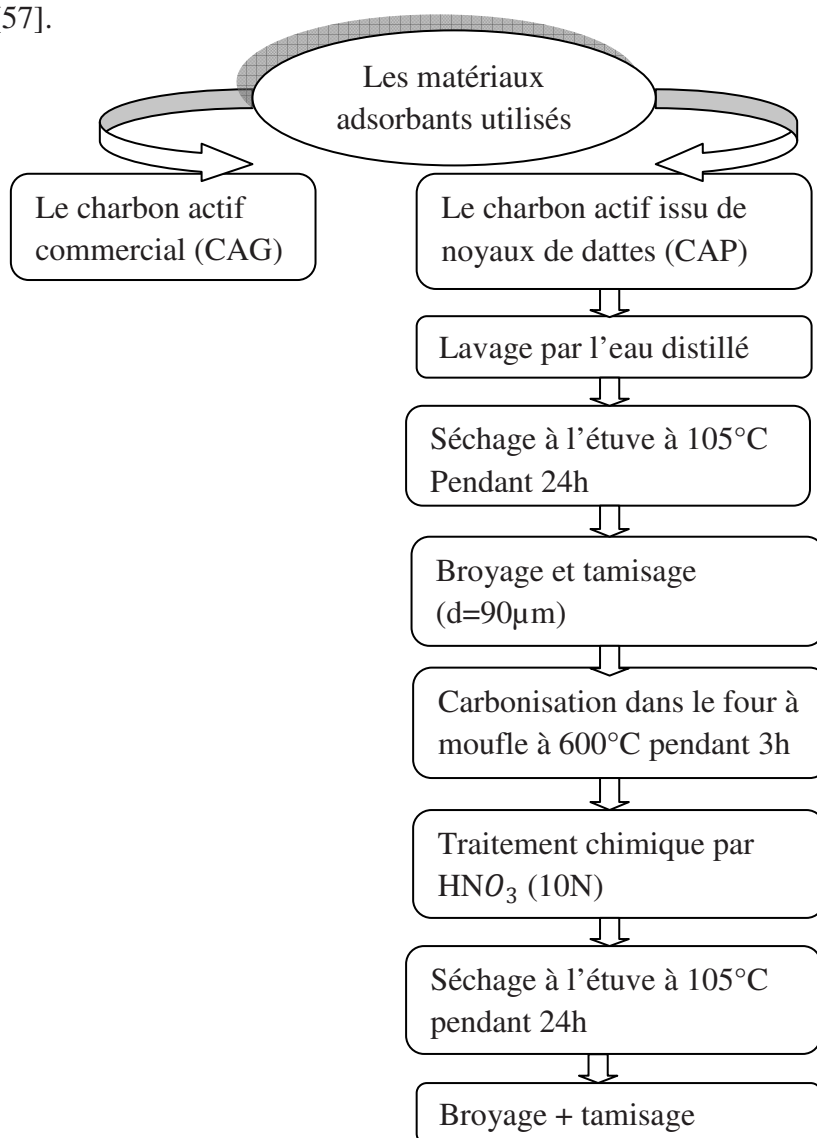 [57].
Les matériaux
adsorbants utilisés
Le charbon actif
commercial (CAG)
Le charbon actif issu de
noyaux de dattes (CAP)
Lavage par l’eau distillé
Séchage à l’étuve à 105°C
Pendant 24h
Broyage et tamisage
(d=90µm)
Carbonisation dans le four à
moufle à 600°C pendant 3h
Traitement chimique par
HN𝑂₃ (10N)
Séchage à l’étuve à 105°C
pendant 24h
Broyage + tamisage